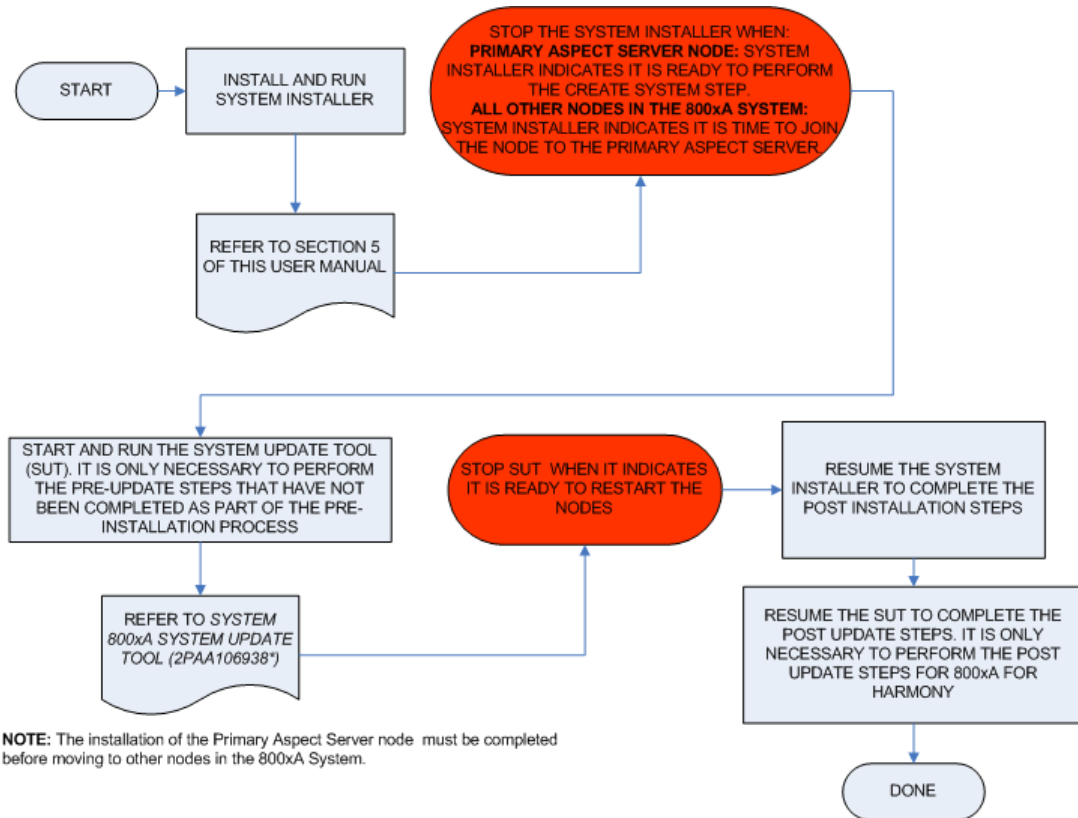 START
INSTALL AND RUN
SYSTEM INSTALLER
STOP THE SYSTEM INSTALLER WHEN:
PRIMARY ASPECT SERVER NODE: SYSTEM
INSTALLER INDICATES IT IS READY TO PERFORM
THE CREATE SYSTEM STEP.
ALL OTHER NODES IN THE 800xA SYSTEM:
SYSTEM INSTALLER INDICATES IT IS TIME TO JOIN
THE NODE TO THE PRIMARY ASPECT SERVER.
REFER TO SECTION 5
OF THIS USER MANUAL
START AND RUN THE SYSTEM UPDATE TOOL
(SUT). IT IS ONLY NECESSARY TO PERFORM
THE PRE-UPDATE STEPS THAT HAVE NOT
BEEN COMPLETED AS PART OF THE PRE-
INSTALLATION PROCESS
REFER TO SYSTEM
800xA SYSTEM UPDATE
TOOL (2PAA106938*)
STOP SUT WHEN IT INDICATES
IT IS READY TO RESTART THE
NODES
RESUME THE SYSTEM
INSTALLER TO COMPLETE THE
POST INSTALLATION STEPS
RESUME THE SUT TO COMPLETE THE
POST UPDATE STEPS. IT IS ONLY
NECESSARY TO PERFORM THE POST
UPDATE STEPS FOR 800xA FOR
HARMONY
DONE
NOTE: The installation of the Primary Aspect Server node must be completed
before moving to other nodes in the 800xA System.